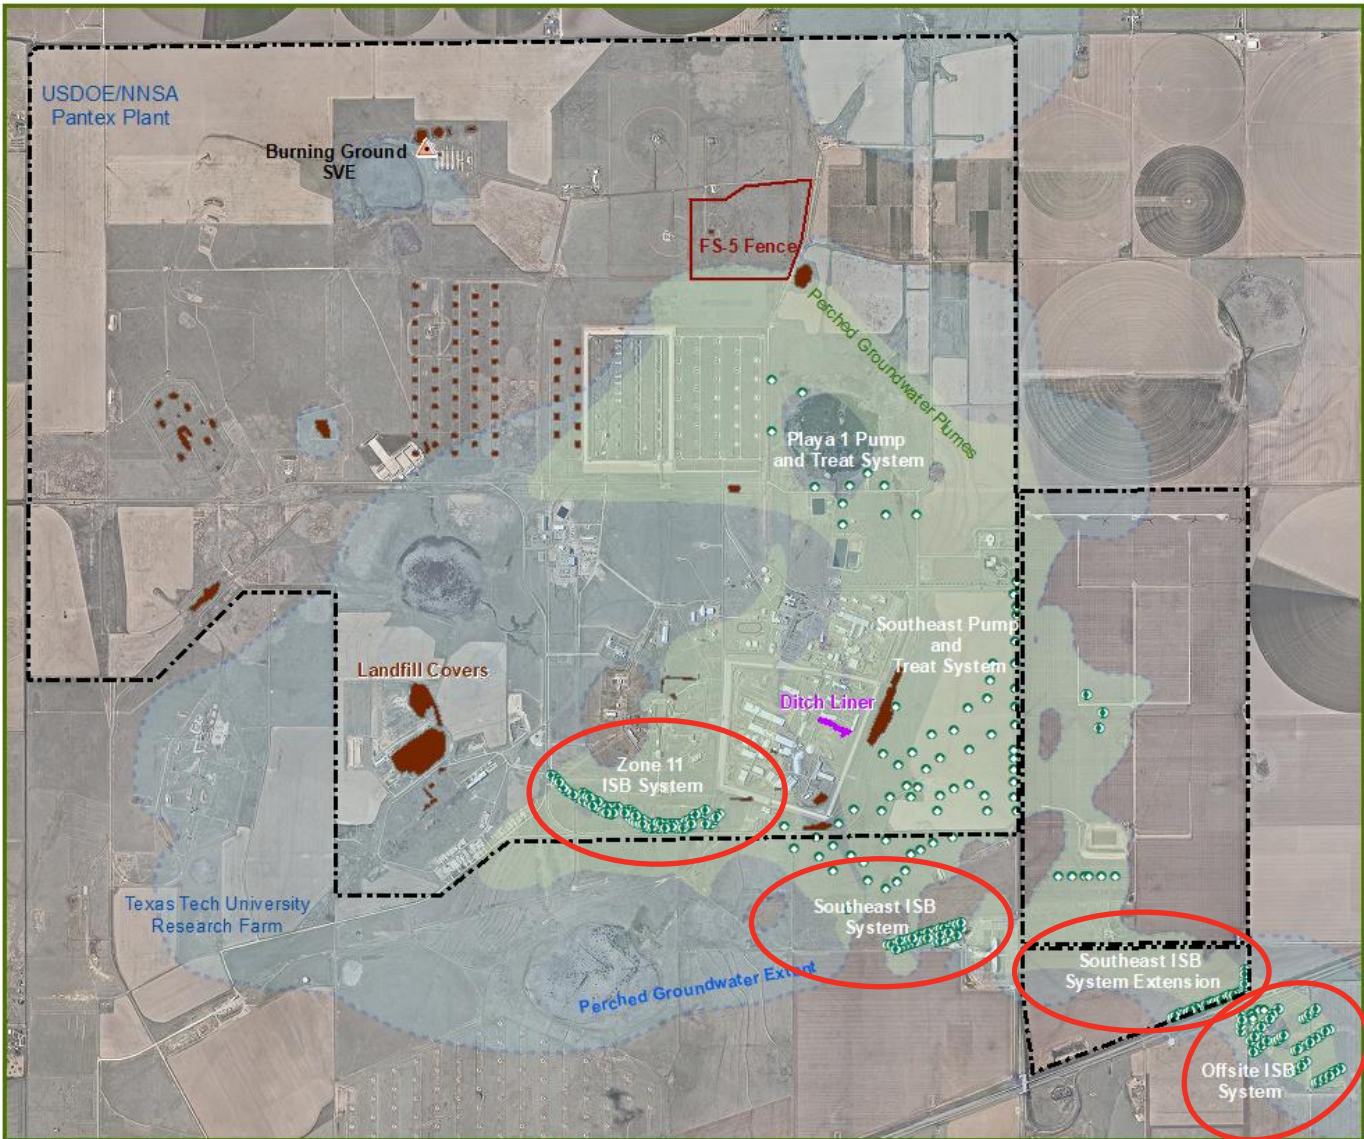 USDOE/NNSA
Pantex Plant
Burning Ground
SVE
FS-5 Fence
Perched Groundwater Plumes
Playa 1 Pump
and Treat System
Southeast Pump
and
Treat System
Landfill Covers
Ditch Liner
Zone 11
ISB System
Texas Tech University
Research Farm
Southeast ISB
System
Perched Groundwater Extent
Southeast ISB
System Extension
Offsite ISB
System